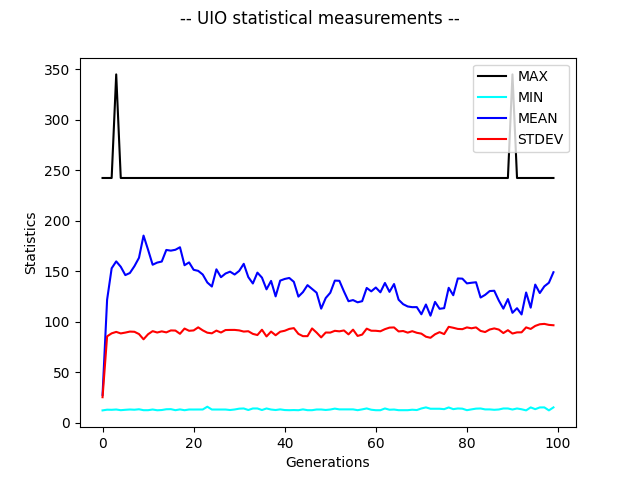 -- UIO statistical measurements --
350
300
250
200
150
100
50
0
Statistics
MAX
MIN
MEAN
STDEV
0 20 40 60 80 100
Generations